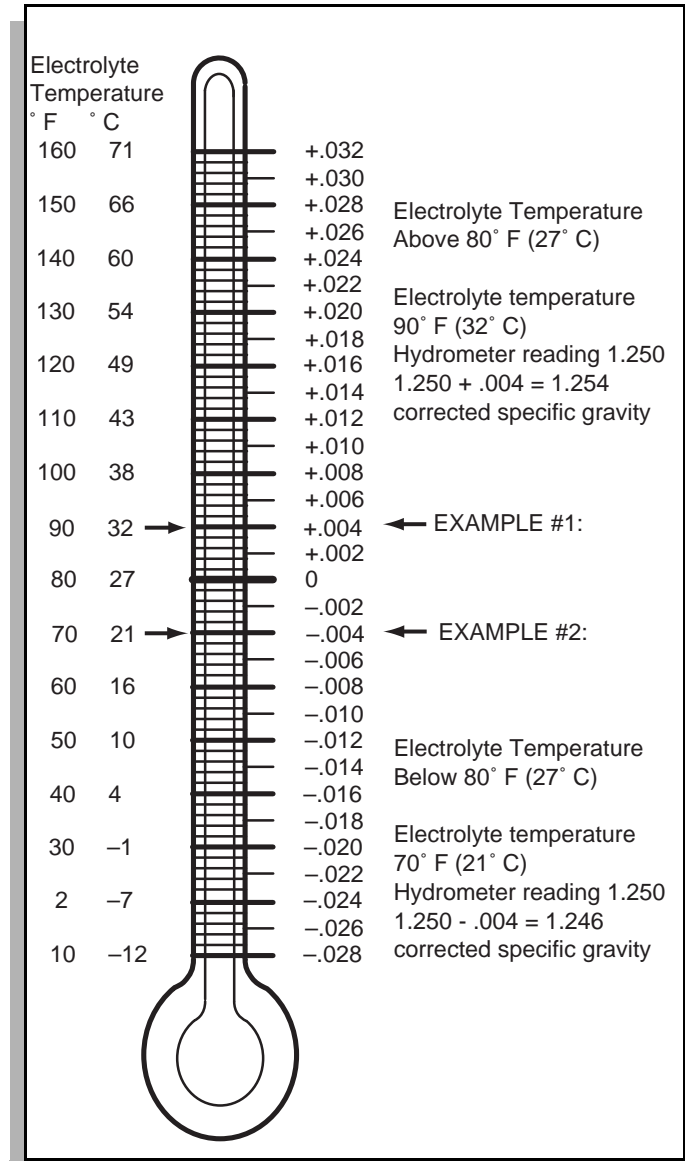 Electrolyte
Temperature
° F ° C
160 71 +.032
+.030
150 66 +.028
+.026
140 60 +.024
+.022
130 54 +.020
+.018
120 49 +.016
+.014
110 43 +.012
+.010
100 38 +.008
+.006
90 32 +.004 EXAMPLE #1:
+.002
80 27 0
–.002
70 21 –.004 EXAMPLE #2:
–.006
60 16 –.008
–.010
50 10 –.012
–.014
40 4 –.016
–.018
30 –1 –.020
–.022
2 –7 –.024
–.026
10 –12 –.028
Electrolyte Temperature
Above 80° F (27° C)
Electrolyte temperature
90° F (32° C)
Hydrometer reading 1.250
1.250 + .004 = 1.254
corrected specific gravity
Electrolyte Temperature
Below 80° F (27° C)
Electrolyte temperature
70° F (21° C)
Hydrometer reading 1.250
1.250 - .004 = 1.246
corrected specific gravity